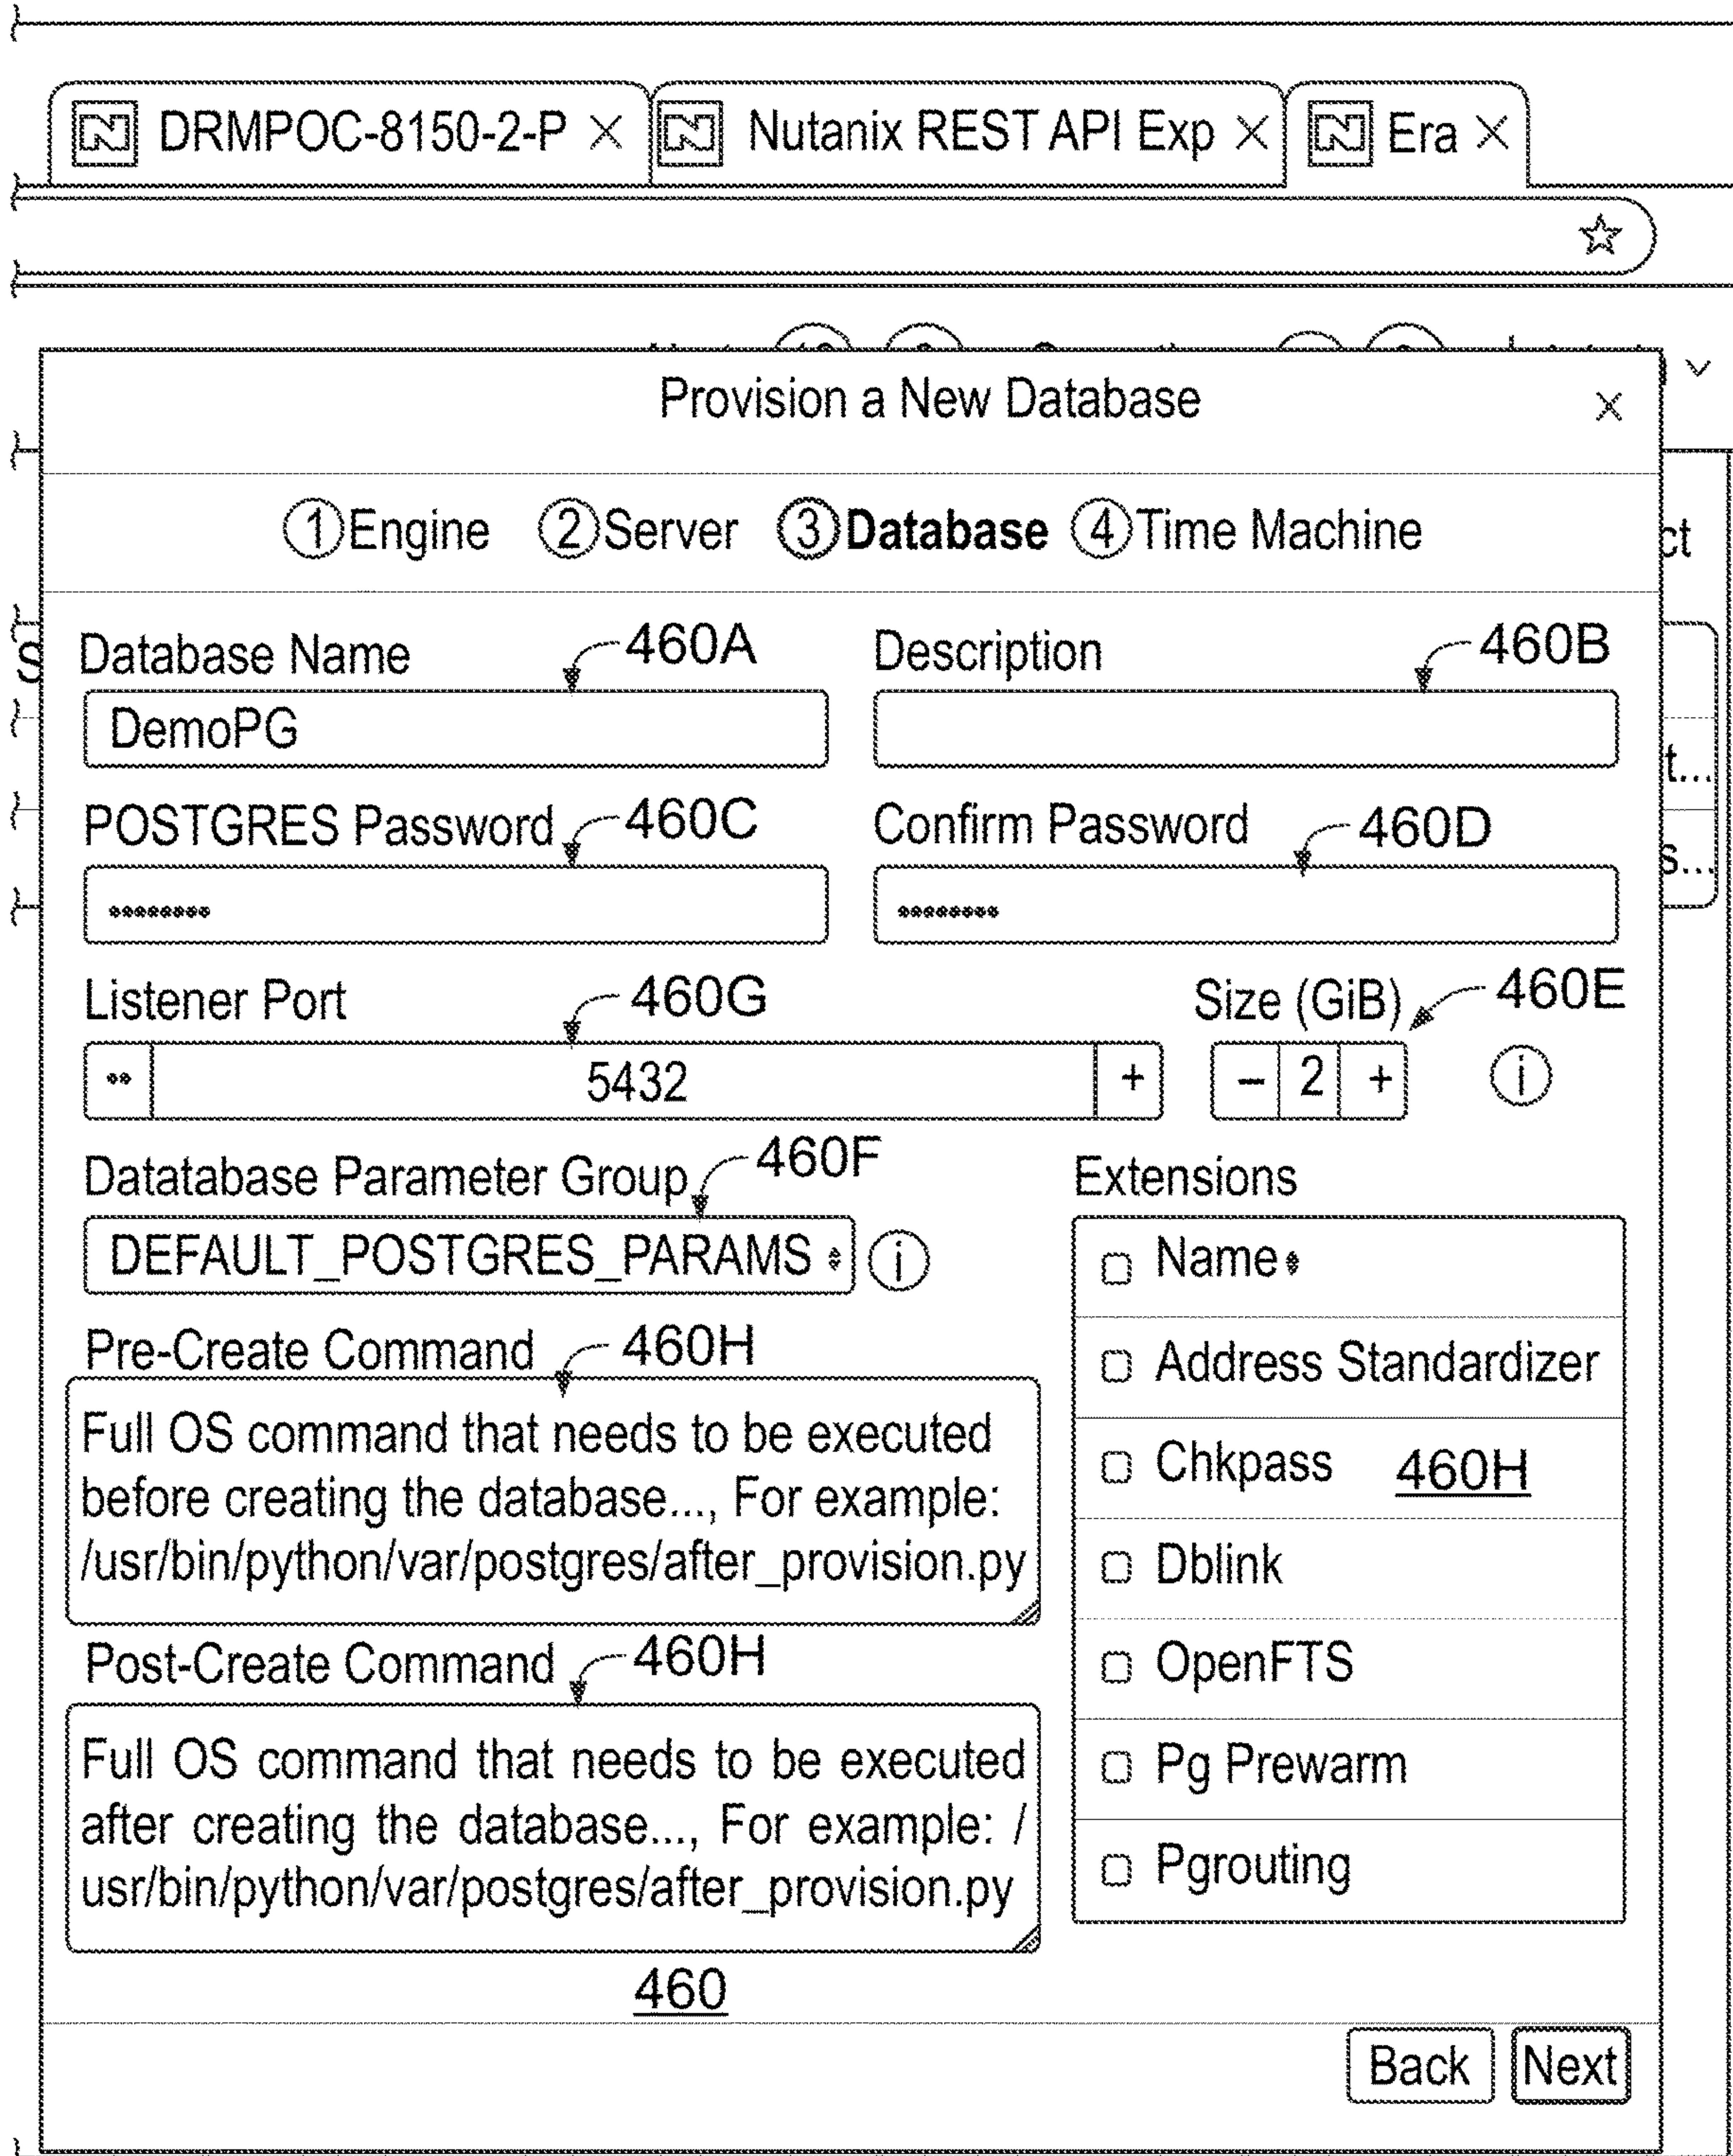 DRMPOC-8150-2-P × Nutanix REST API Exp × Era ×
Provision a New Database ×
1 Engine 2 Server 3 Database 4 Time Machine
ct
S
Database Name 460A Description 460B
DemoPG
t...
POSTGRES Password 460C Confirm Password 460D
s...
•••••••• ••••••••
Listener Port 460G Size (GiB) 460E
5432 + – 2 + i
Datatabase Parameter Group 460F Extensions
DEFAULT_POSTGRES_PARAMS i
Name
Pre-Create Command 460H
Address Standardizer
Full OS command that needs to be executed
before creating the database..., For example:
/usr/bin/python/var/postgres/after_provision.py
Chkpass 460H
Dblink
Post-Create Command 460H
OpenFTS
Full OS command that needs to be executed
after creating the database..., For example: /
usr/bin/python/var/postgres/after_provision.py
Pg Prewarm
Pgrouting
460
Back Next